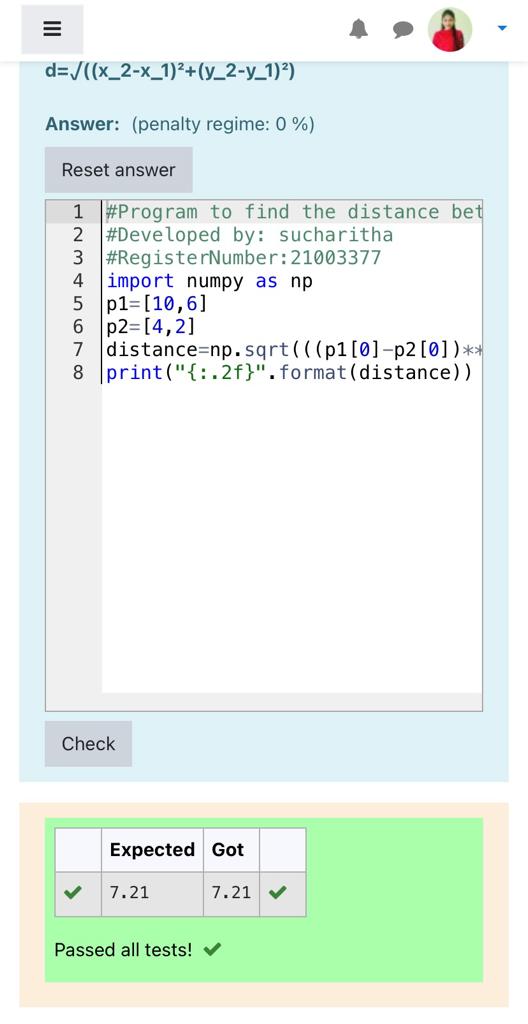 d=√((x_2-x_1)²+(y_2-y_1)²)
Answer: (penalty regime: 0 %)
Reset answer
1 #Program to find the distance bet
2 #Developed by: sucharitha
3 #RegisterNumber:21003377
4 import numpy as np
5 p1=[10,6]
6 p2=[4,2]
7 distance=np.sqrt(((p1[0]-p2[0])**
8 print("{:.2f}".format(distance))
Check
Expected Got
7.21 7.21
Passed all tests!